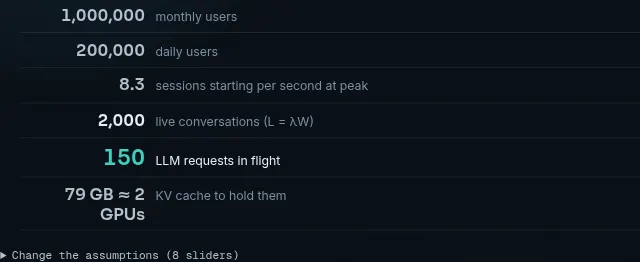 1,000,000 monthly users
200,000 daily users
8.3 sessions starting per second at peak
2,000 live conversations (L = λW)
150 LLM requests in flight
79 GB ≈ 2 KV cache to hold them
GPUs
▶ Change the assumptions (8 sliders)